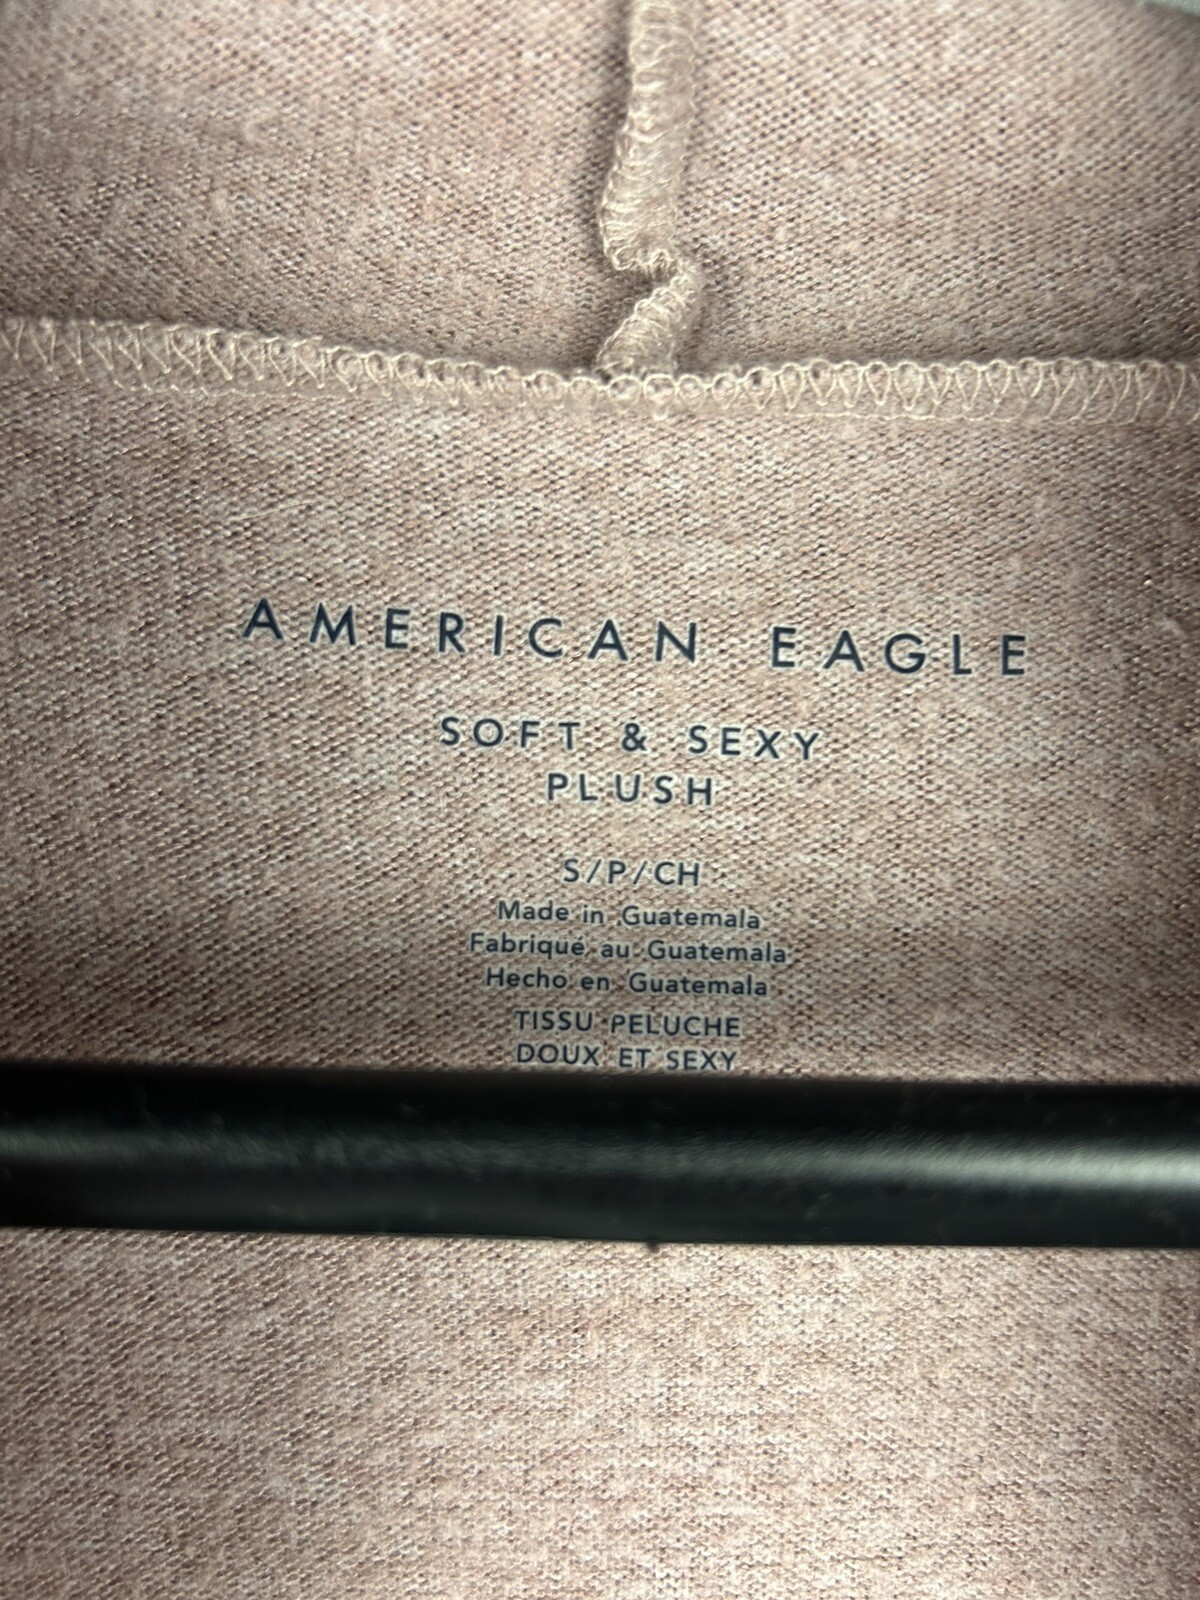 AMERICAN EAGLE
SOFT & SEXY
PLUSH
S/P/CH
Made in Guatemala
Fabriqué au Guatemala
Hecho en Guatemala
TISSU PELUCHE
DOUX ET SEXY